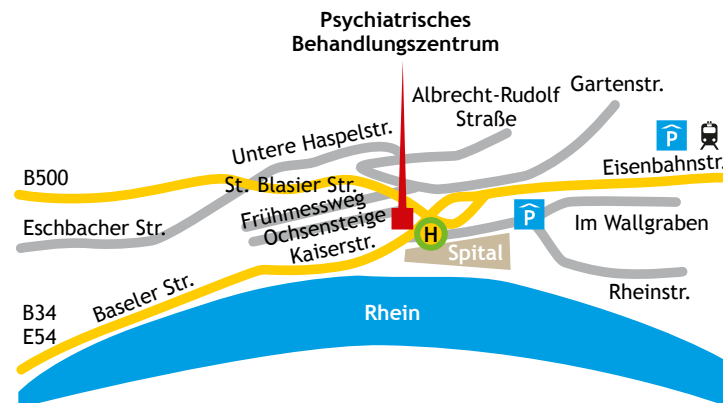 Psychiatrisches
Behandlungszentrum
Gartenstr.
Albrecht-Rudolf
Straße
Untere Haspelstr.
P
Eisenbahnstr.
B500
St. Blasier Str.
Frühmessweg
Ochsensteige
Eschbacher Str.
Kaiserstr.
H
P
Im Wallgraben
Spital
Baseler Str.
Rheinstr.
B34
E54
Rhein